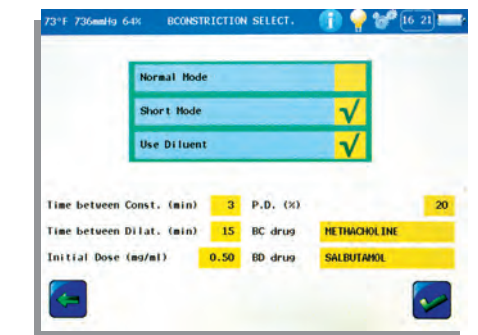 73°F 736mmHg 64% BCONSTRICTION SELECT. 16 21
Normal Mode
Short Mode
Use Diluent
Time between Const. (min) 3 P.D. (%) 20
Time between Dilat. (min) 15 BC drug METHACHOLINE
Initial Dose (mg/ml) 0.50 BD drug SALBUTAMOL